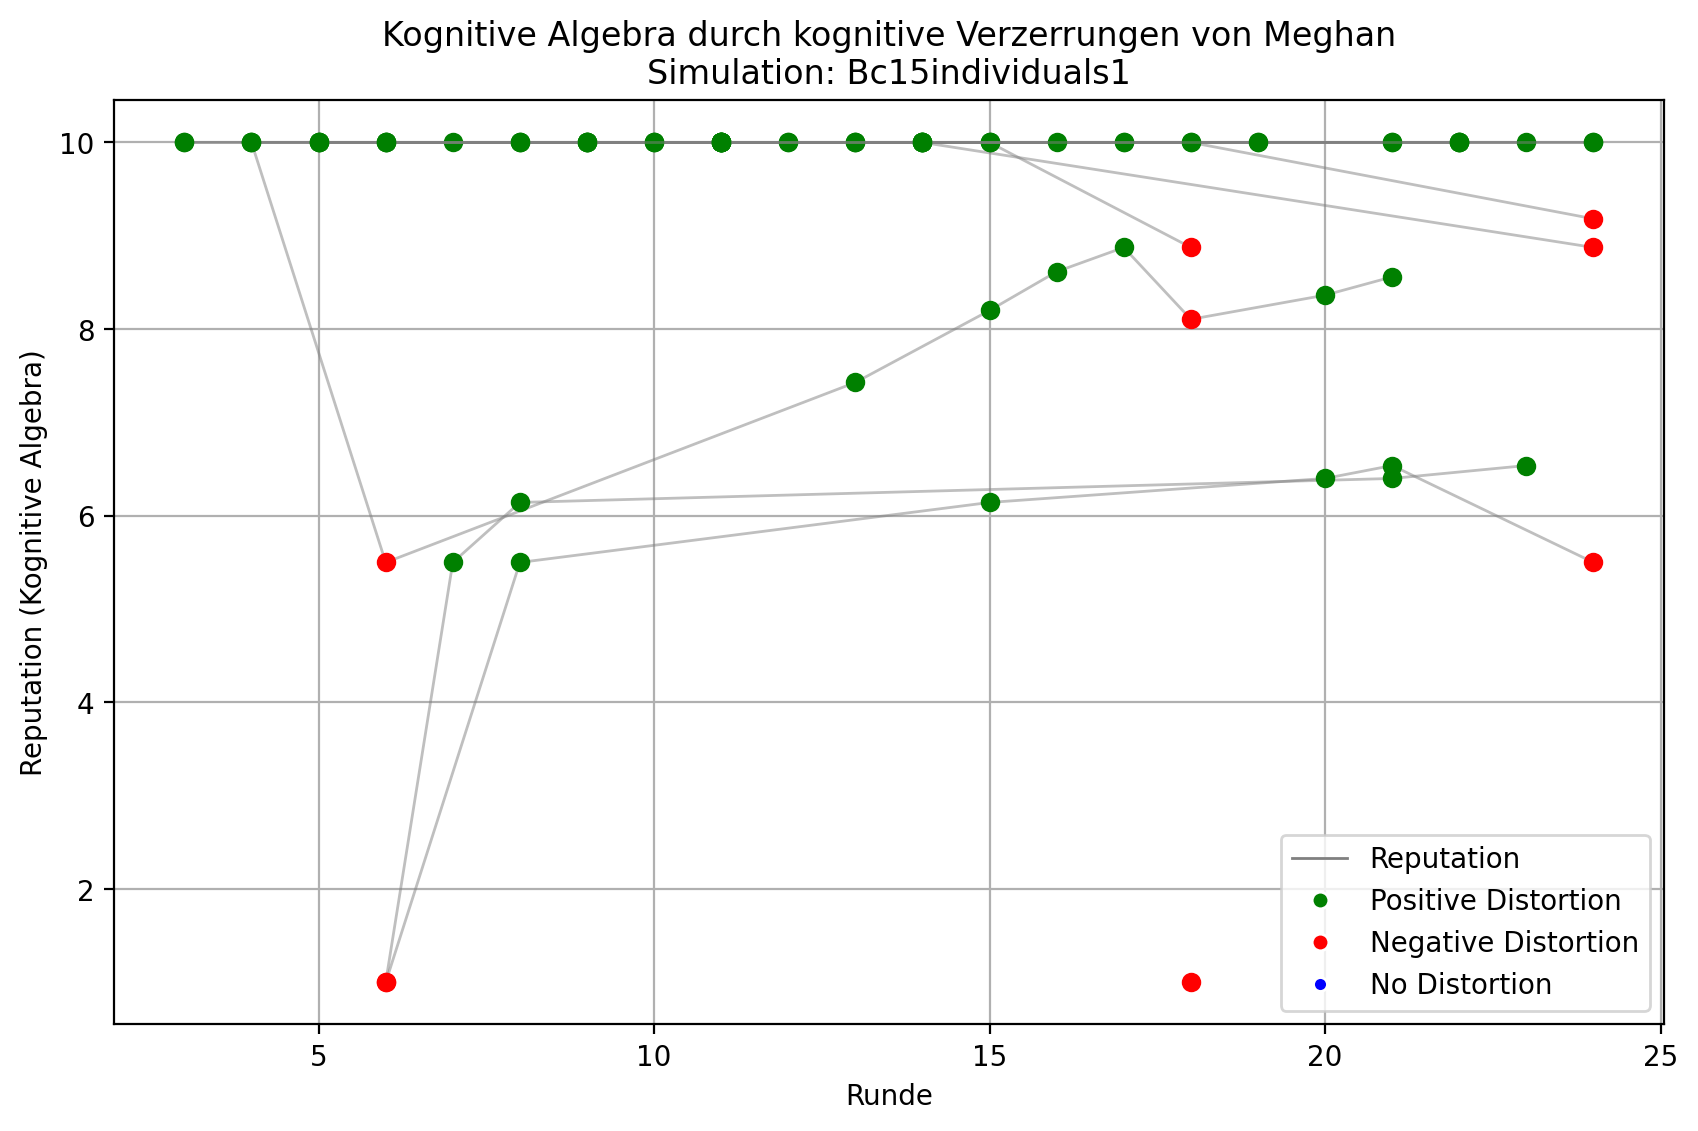 Kognitive Algebra durch kognitive Verzerrungen von Meghan
Simulation: Bc15individuals1
Reputation (Kognitive Algebra)
10
8
6
4
2
5
10
15
20
25
Runde
Reputation
Positive Distortion
Negative Distortion
No Distortion